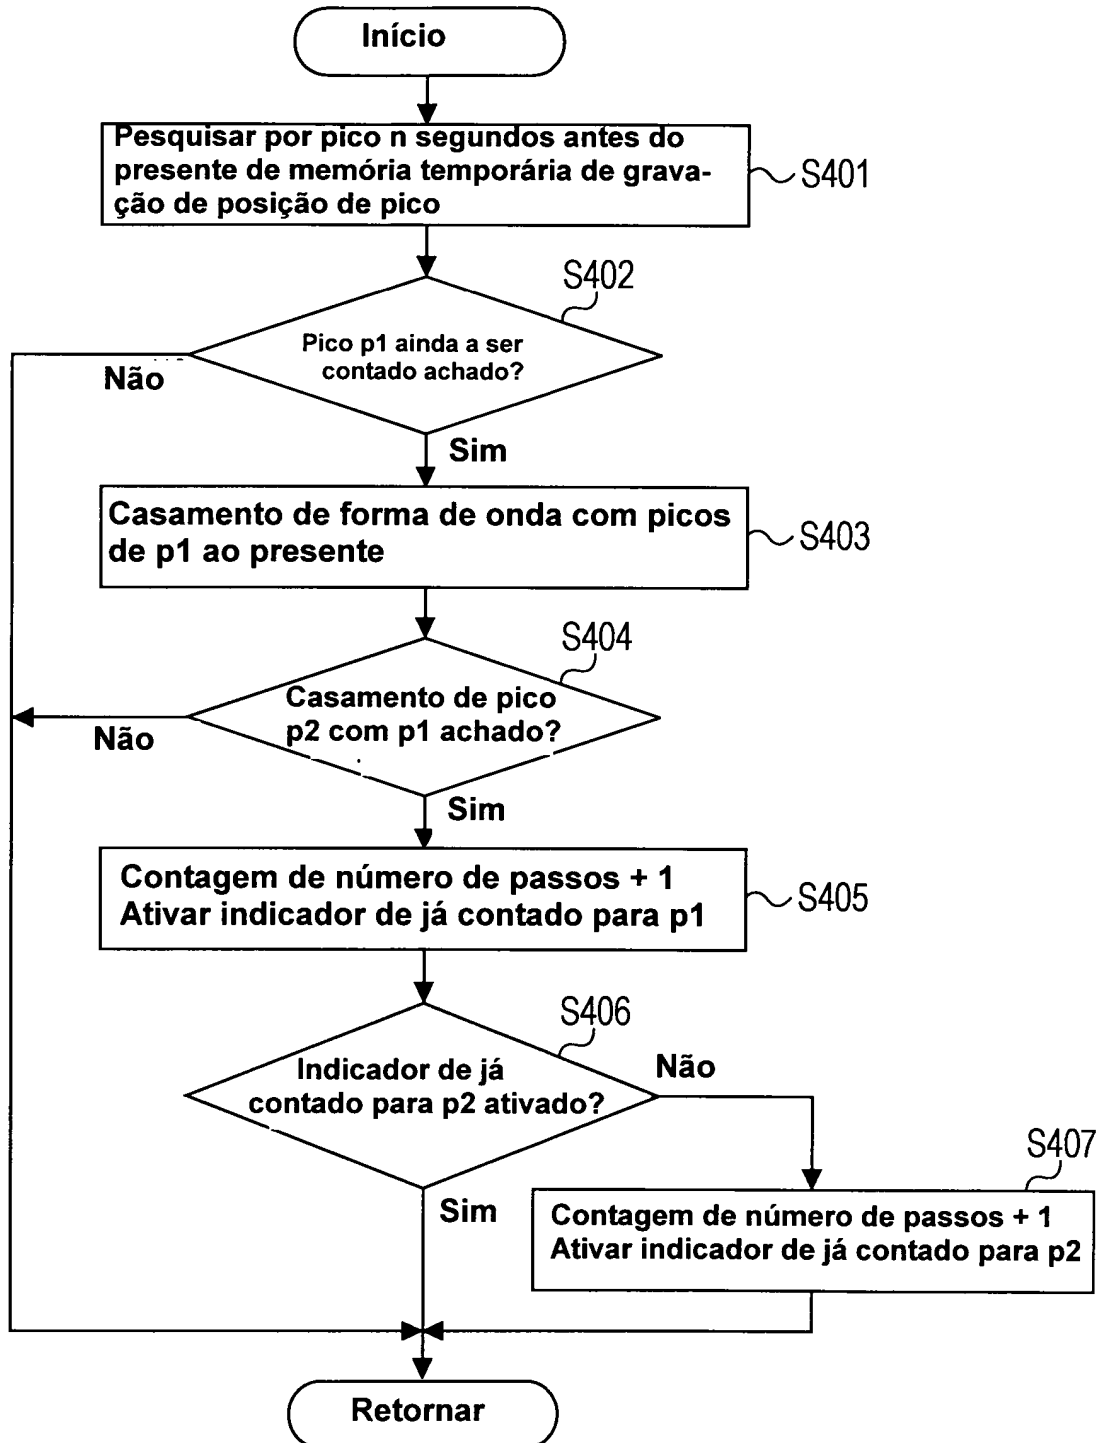 Início
Pesquisar por pico n segundos antes do
presente de memória temporária de grava-
ção de posição de pico
S401
S402
Pico p1 ainda a ser
contado achado?
Não
Sim
Casamento de forma de onda com picos
de p1 ao presente
S403
S404
Casamento de pico
p2 com p1 achado?
Não
Sim
Contagem de número de passos + 1
Ativar indicador de já contado para p1
S405
S406
Indicador de já
contado para p2 ativado?
Não
Sim
S407
Contagem de número de passos + 1
Ativar indicador de já contado para p2
Retornar